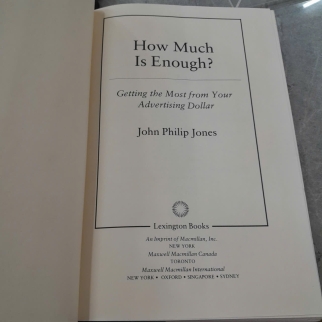 How Much
Is Enough?
Getting the Most from Your
Advertising Dollar
John Philip Jones
Lexington Books
An Imprint of Macmillan, Inc.
NEW YORK
Maxwell Macmillan Canada
TORONTO
Maxwell Macmillan International
NEW YORK • OXFORD • SINGAPORE • SYDNEY